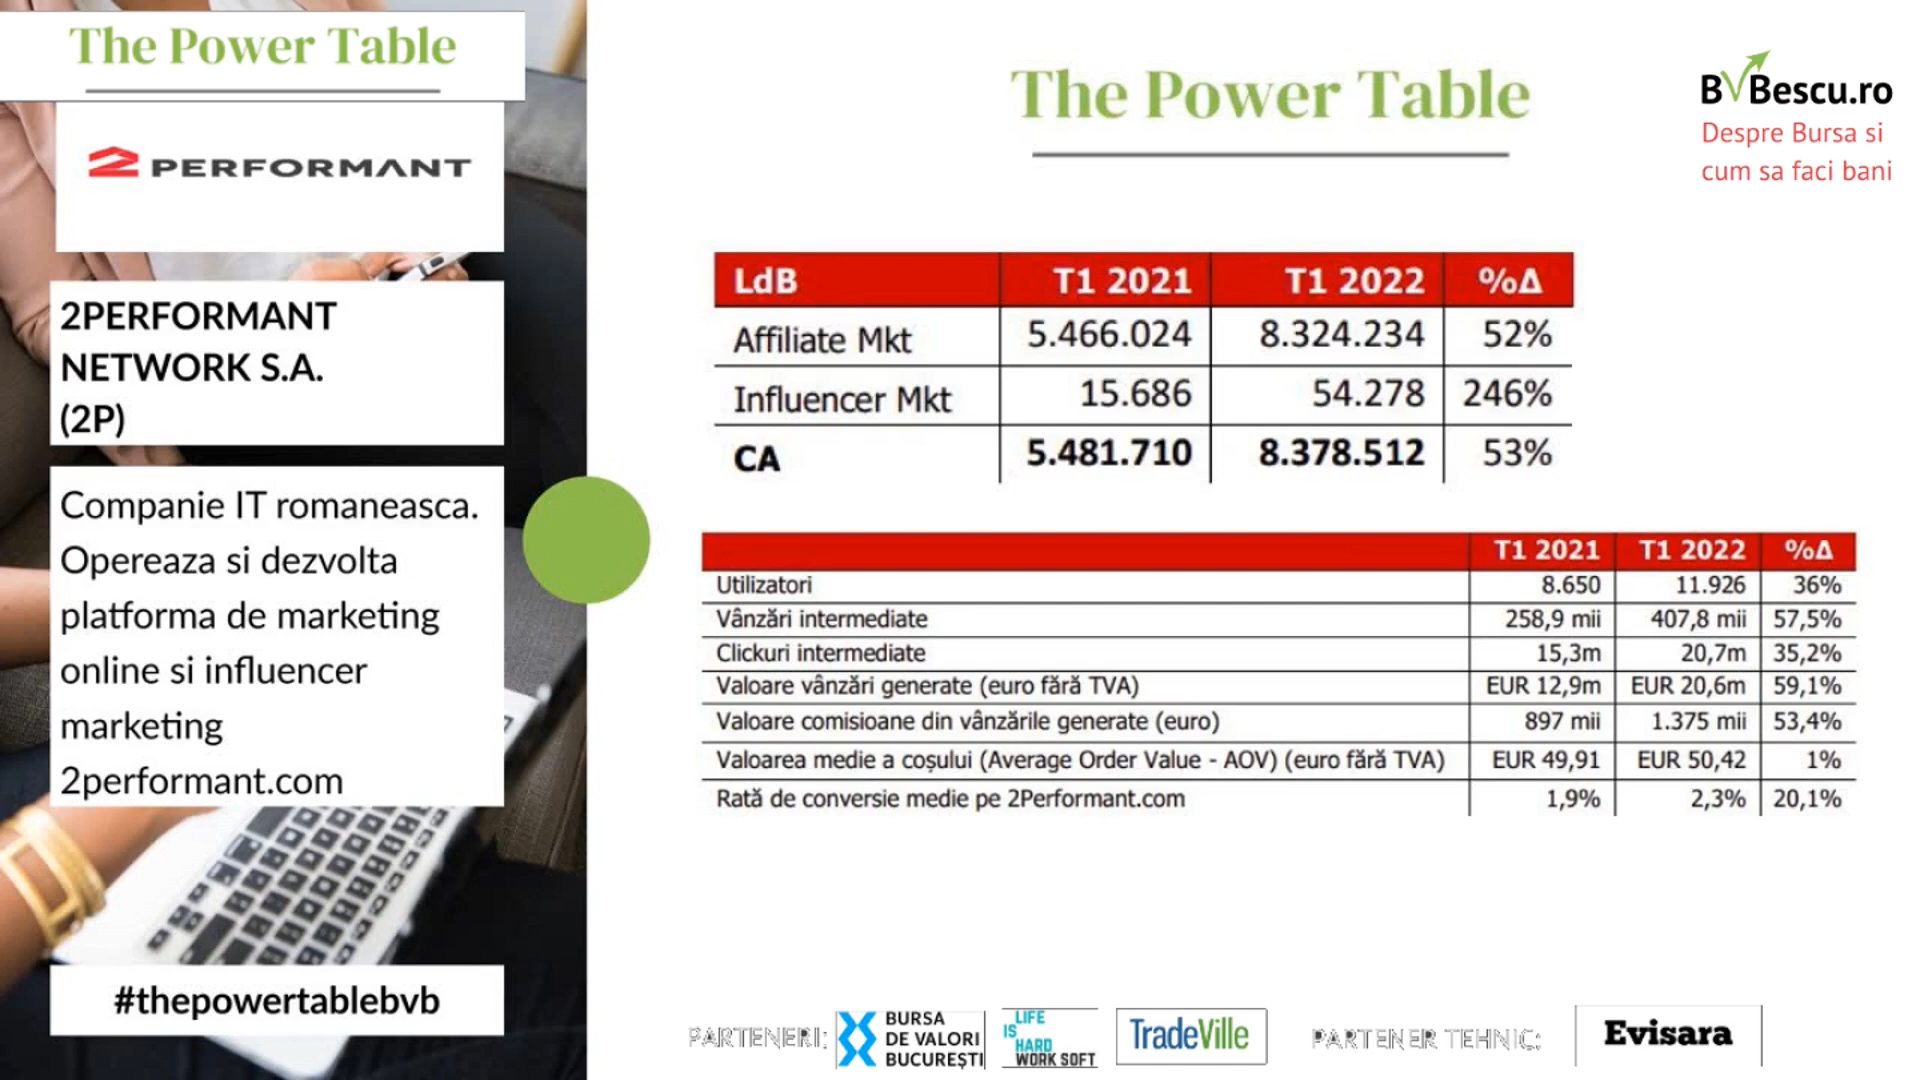 The Power Table
2 PERFORMANT
2PERFORMANT
NETWORK S.A.
(2P)
Companie IT romaneasca.
Opereaza si dezvolta
platforma de marketing
online si influencer
marketing
2performant.com
#thepowertablebvb
The Power Table
BVBescu.ro
Despre Bursa si
cum sa faci bani
LdB T1 2021 T1 2022 %Δ
Affiliate Mkt 5.466.024 8.324.234 52%
Influencer Mkt 15.686 54.278 246%
CA 5.481.710 8.378.512 53%
T1 2021 T1 2022 %Δ
Utilizatori 8.650 11.926 36%
Vânzări intermediate 258,9 mii 407,8 mii 57,5%
Clickuri intermediate 15,3m 20,7m 35,2%
Valoare vânzări generate (euro fără TVA) EUR 12,9m EUR 20,6m 59,1%
Valoare comisioane din vânzările generate (euro) 897 mii 1.375 mii 53,4%
Valoarea medie a coșului (Average Order Value - AOV) (euro fără TVA) EUR 49,91 EUR 50,42 1%
Rată de conversie medie pe 2Performant.com 1,9% 2,3% 20,1%
PARTENERI:
BURSA
DE VALORI
BUCUREȘTI
LIFE
IS
HARD
WORK SOFT
TradeVille
PARTENER TEHNIC:
Evisara